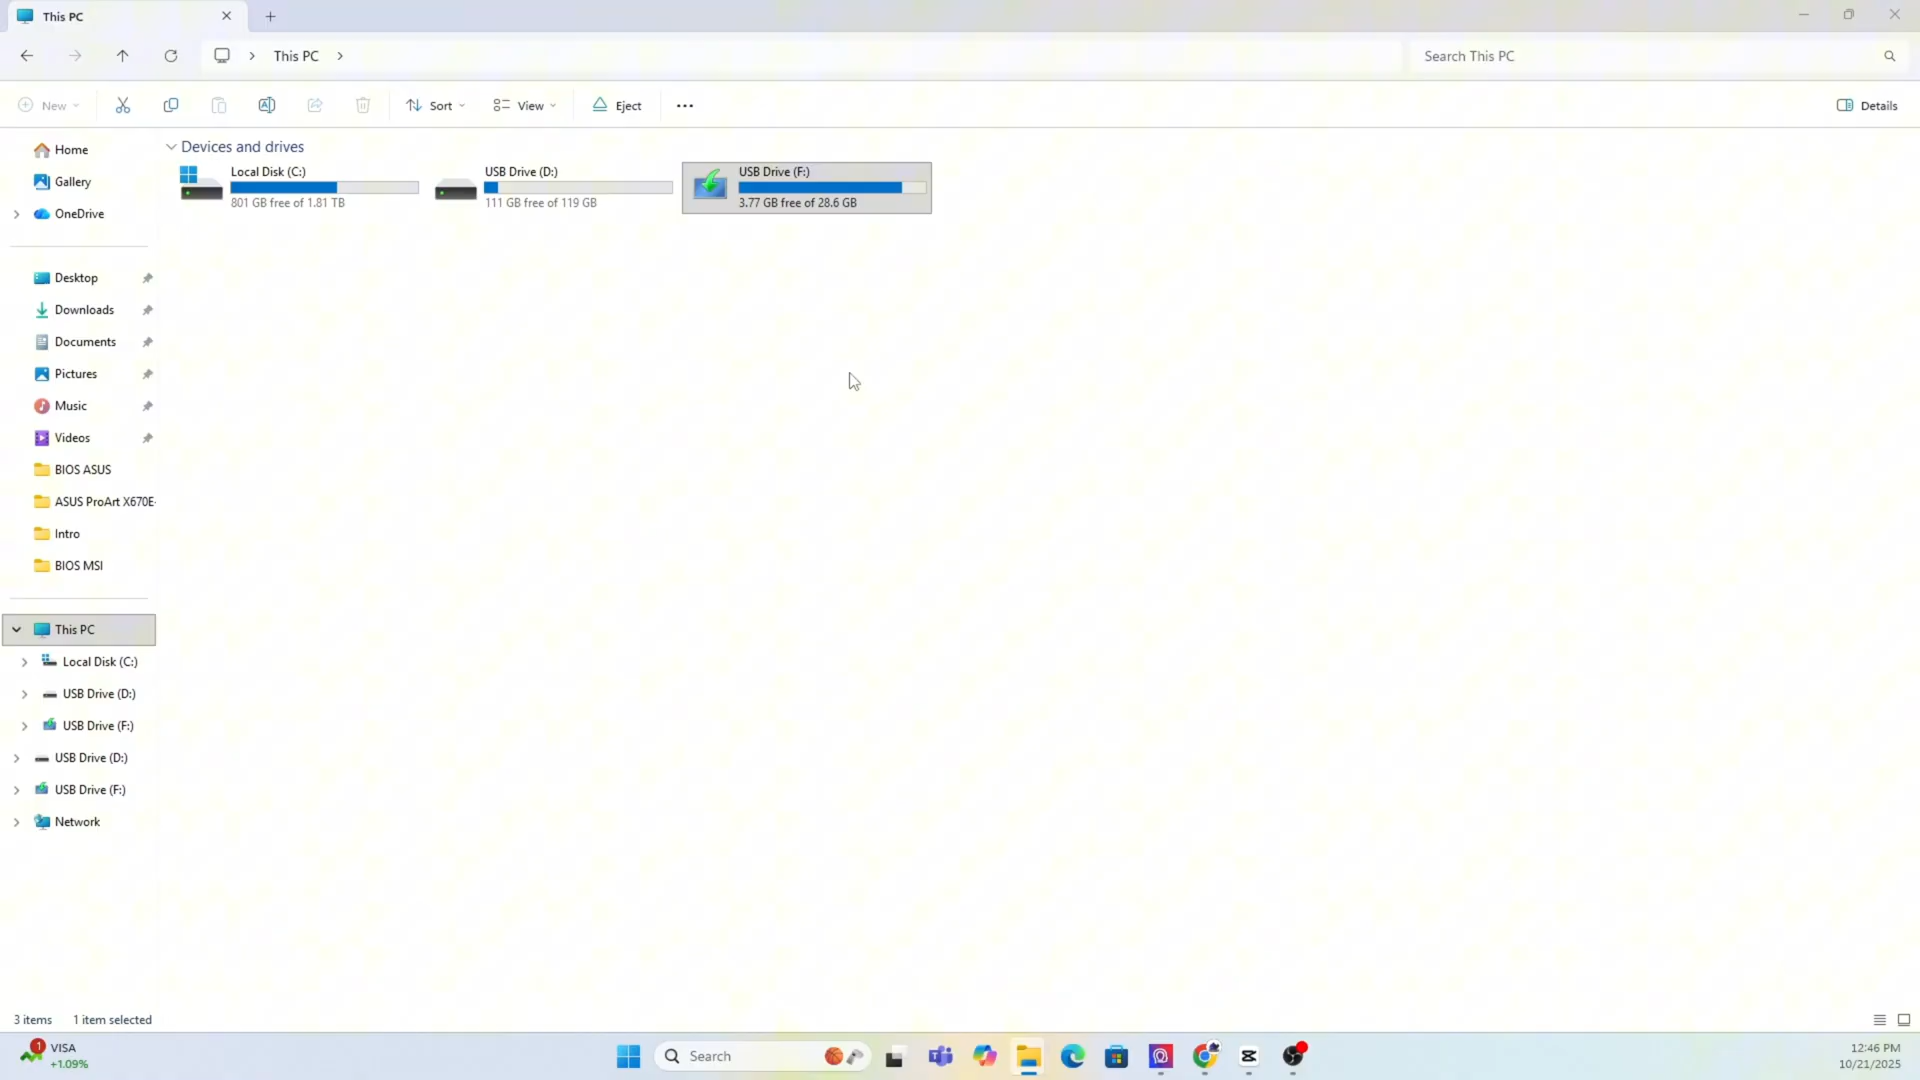 This PC
This PC
Search This PC
New
Sort
View
Eject
Details
Home
Gallery
OneDrive
Desktop
Downloads
Documents
Pictures
Music
Videos
BIOS ASUS
ASUS ProArt X670E-
Intro
BIOS MSI
This PC
Local Disk (C:)
USB Drive (D:)
USB Drive (F:)
USB Drive (D:)
USB Drive (F:)
Network
Devices and drives
Local Disk (C:)
801 GB free of 1.81 TB
USB Drive (D:)
111 GB free of 119 GB
USB Drive (F:)
3.77 GB free of 28.6 GB
3 items 1 item selected
1
VISA
+1.09%
Search
12:46 PM
10/21/2025